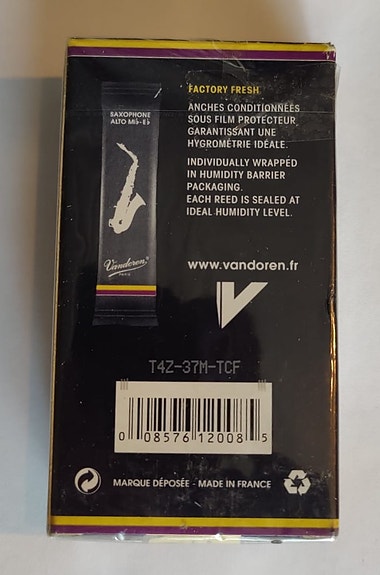 FACTORY FRESH
SAXOPHONE
ALTO Mi♭-E♭
Vandoren
PARIS
ANCHES CONDITIONNÉES
SOUS FILM PROTECTEUR,
GARANTISSANT UNE
HYGROMÉTRIE IDÉALE.
INDIVIDUALLY WRAPPED
IN HUMIDITY BARRIER
PACKAGING.
EACH REED IS SEALED AT
IDEAL HUMIDITY LEVEL.
www.vandoren.fr
T4Z-37M-TCF
0 08576 12008 5
MARQUE DÉPOSÉE - MADE IN FRANCE